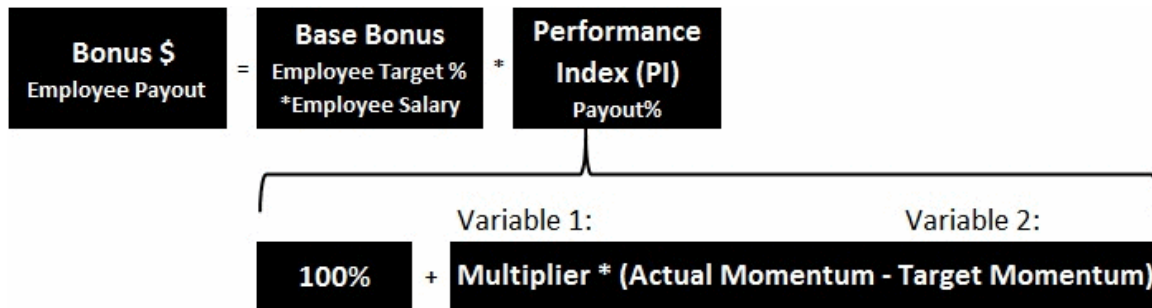 Bonus $
Employee Payout
=
Base Bonus
Employee Target %
*Employee Salary
*
Performance
Index (PI)
Payout%
Variable 1:
Variable 2:
100%
+
Multiplier * (Actual Momentum - Target Momentum)